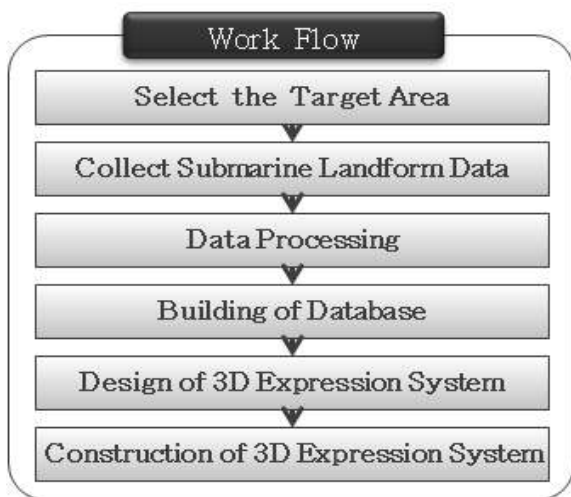 Work Flow
Select the Target Area
Collect Submarine Landform Data
Data Processing
Building of Database
Design of 3D Expression System
Construction of 3D Expression System